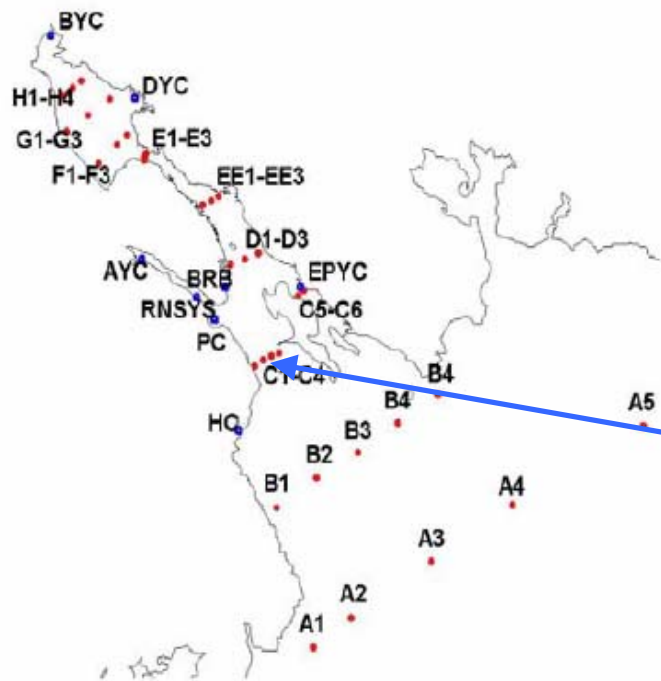 BYC
DYC
H1-H4
G1-G3
E1-E3
F1-F3
EE1-EE3
D1-D3
AYC
BRB
EPYC
RNSYS
C5-C6
PC
C1-C4
B4
B4
A5
HC
B3
B2
B1
A4
A3
A2
A1